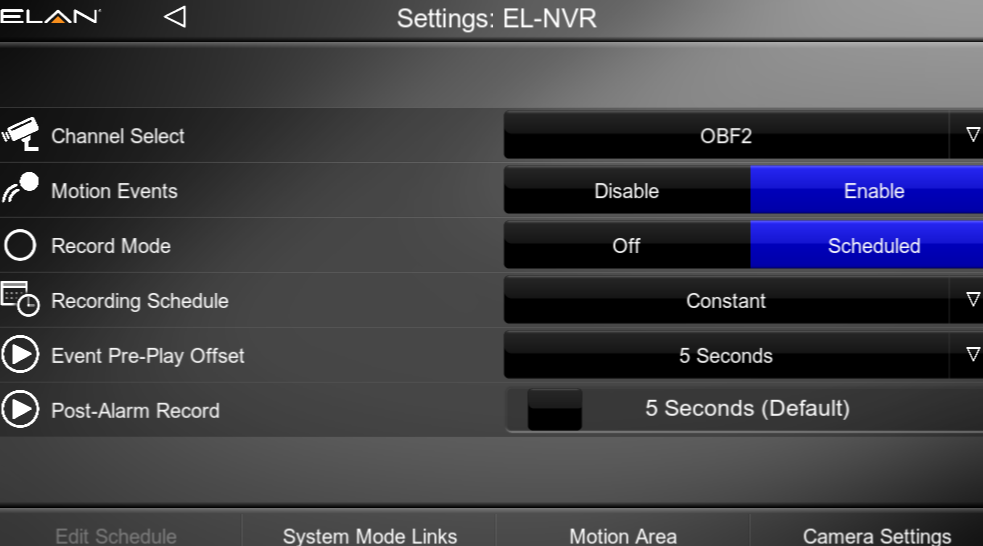 ELAN
Settings: EL-NVR
Channel Select OBF2
Motion Events Disable Enable
Record Mode Off Scheduled
Recording Schedule Constant
Event Pre-Play Offset 5 Seconds
Post-Alarm Record 5 Seconds (Default)
Edit Schedule System Mode Links Motion Area Camera Settings